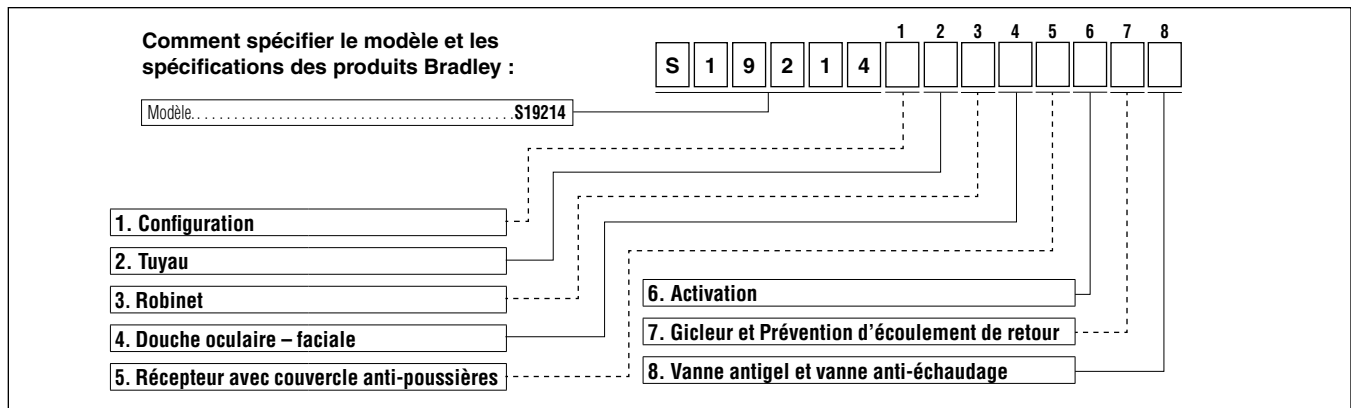 Comment spécifier le modèle et les
spécifications des produits Bradley :
1 2 3 4 5 6 7 8
S 1 9 2 1 4
Modèle. . . . . . . . . . . . . . . . . . . . . . . . . . . . . . . . . . . . . . . . . . S19214
1. Configuration
2. Tuyau
3. Robinet
4. Douche oculaire – faciale
5. Récepteur avec couvercle anti-poussières
6. Activation
7. Gicleur et Prévention d’écoulement de retour
8. Vanne antigel et vanne anti-échaudage